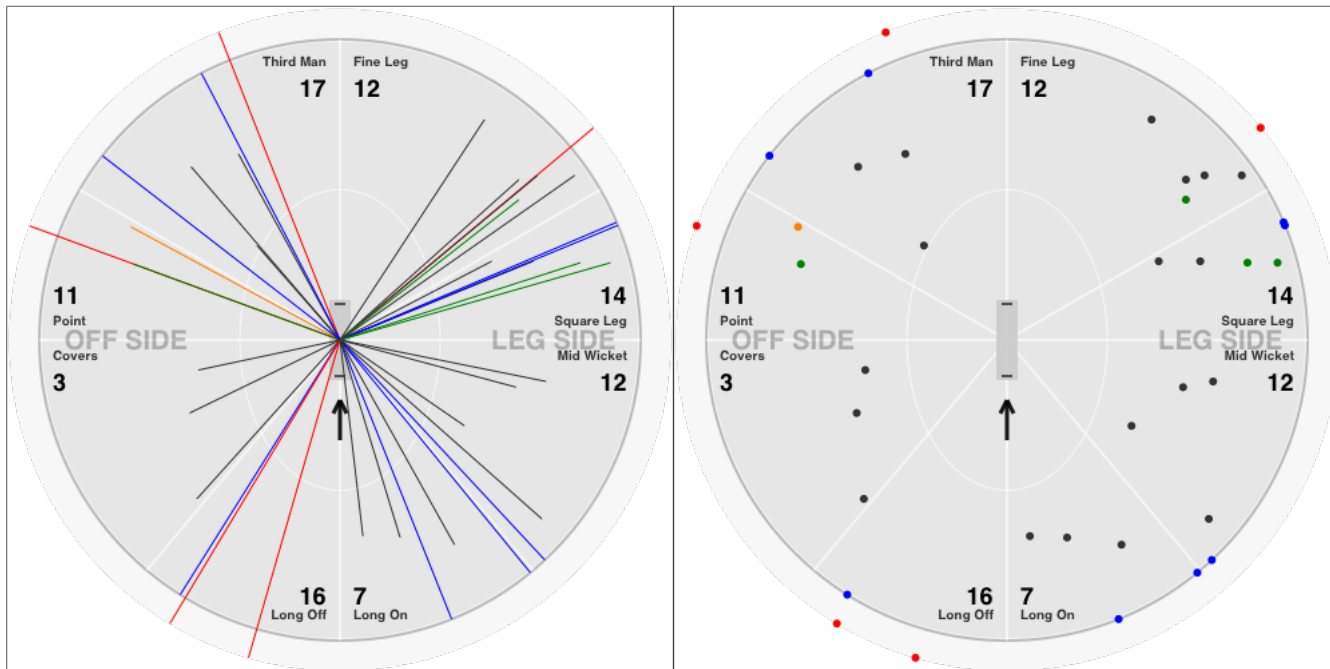 Third Man Fine Leg
17 12
11 14
Point Square Leg
OFF SIDE LEG SIDE
Covers Mid Wicket
3 12
16 7
Long Off Long On
Third Man Fine Leg
17 12
11 14
Point Square Leg
OFF SIDE LEG SIDE
Covers Mid Wicket
3 12
16 7
Long Off Long On